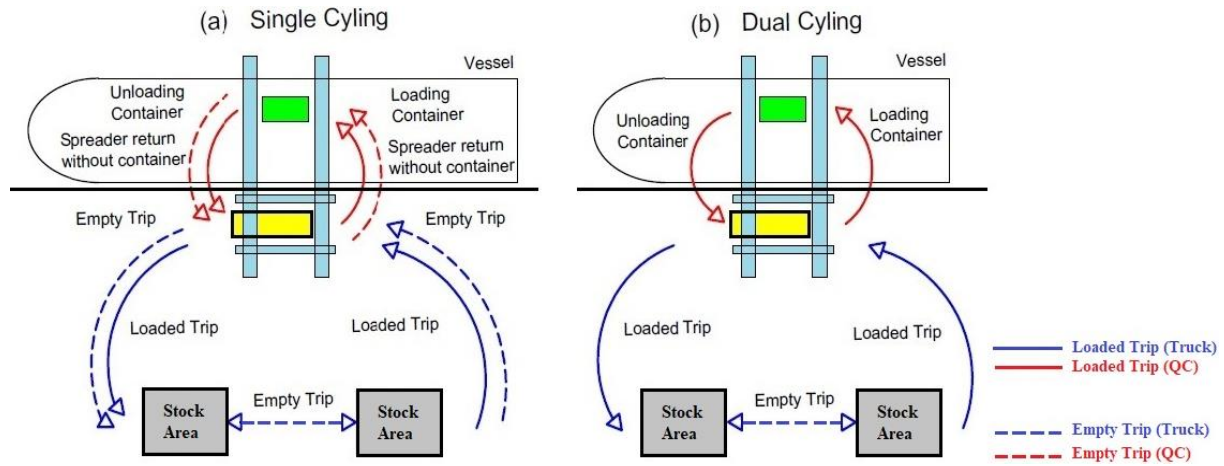 (a) Single Cyling
Vessel
Unloading
Container
Loading
Container
Spreader return
without container
Spreader return
without container
Empty Trip
Empty Trip
Loaded Trip
Loaded Trip
Empty Trip
Stock
Area
Stock
Area
(b) Dual Cyling
Vessel
Unloading
Container
Loading
Container
Loaded Trip
Loaded Trip
Empty Trip
Stock
Area
Stock
Area
Loaded Trip (Truck)
Loaded Trip (QC)
Empty Trip (Truck)
Empty Trip (QC)